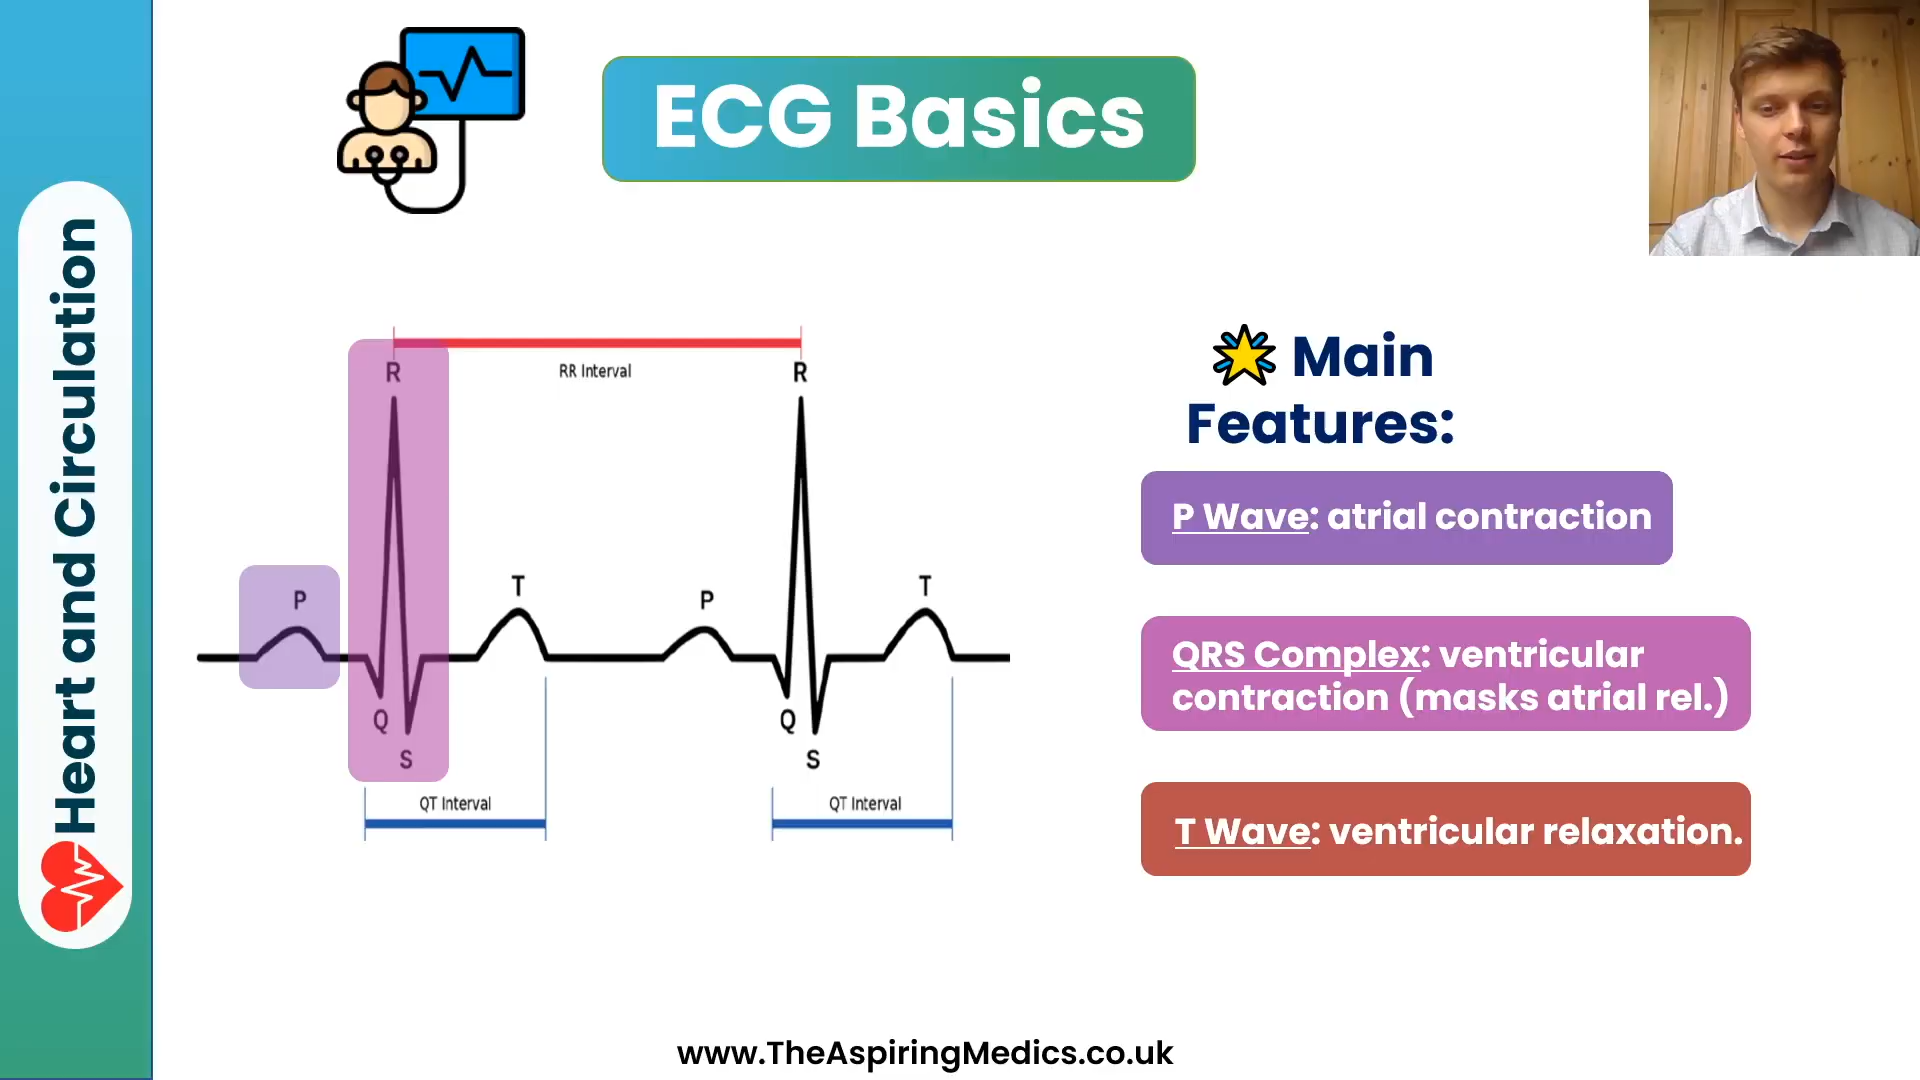 Heart and Circulation
ECG Basics
R
RR Interval
R
P
T
P
T
Q
S
Q
S
QT Interval
QT Interval
Main
Features:
P Wave: atrial contraction
QRS Complex: ventricular
contraction (masks atrial rel.)
T Wave: ventricular relaxation.
www.TheAspiringMedics.co.uk